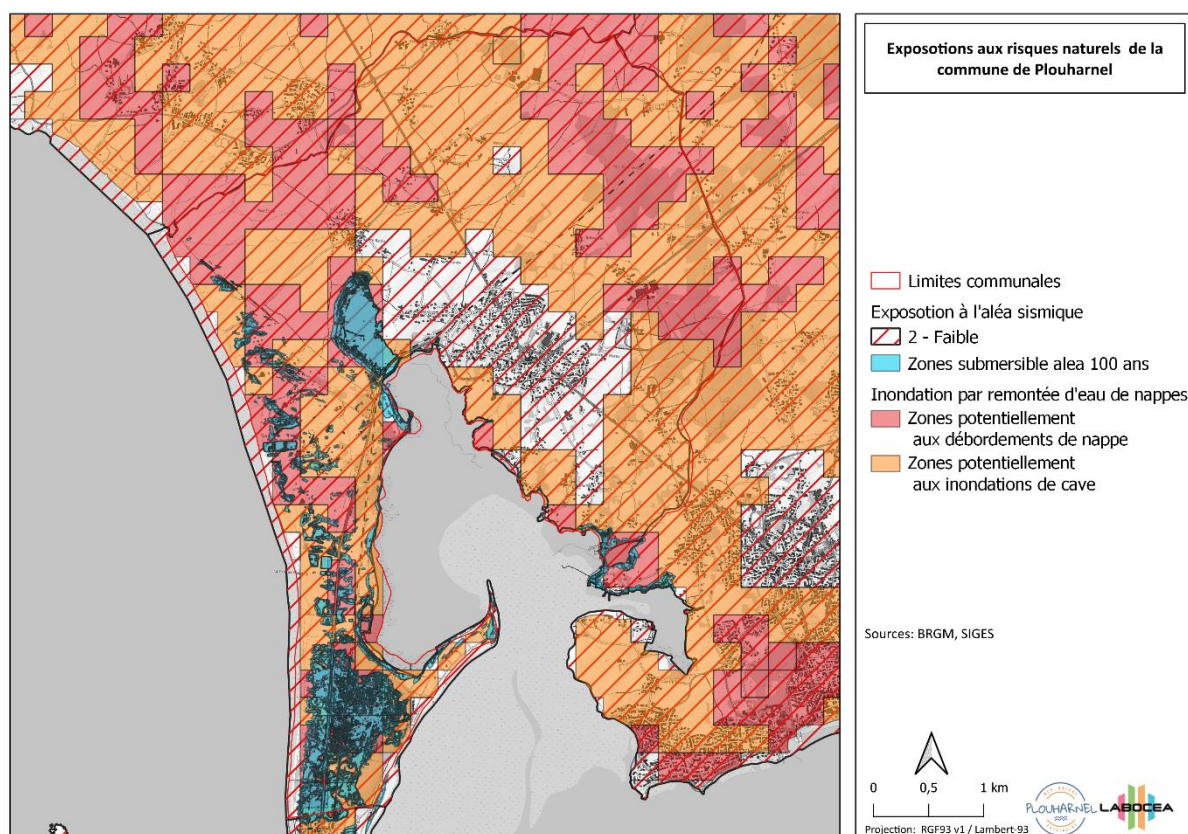 Exposotions aux risques naturels de la
commune de Plouharnel
Limites communales
Exposotion à l'aléa sismique
2 - Faible
Zones submersible alea 100 ans
Inondation par remontée d'eau de nappes
Zones potentiellement
aux débordements de nappe
Zones potentiellement
aux inondations de cave
Sources: BRGM, SIGES
0 0,5 1 km
Projection: RGF93 v1 / Lambert-93
PLOUHARNEL
LABOCEA